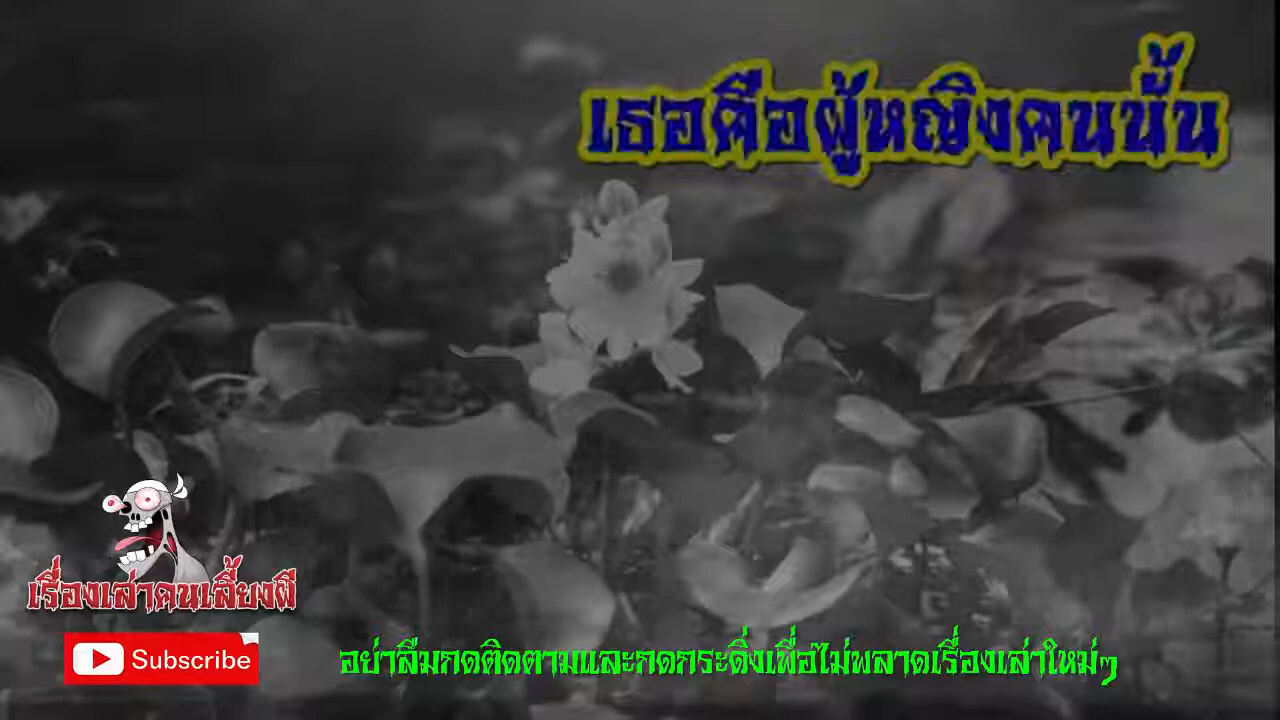 เธอคือผู้หญิงคนนั้น
เรื่องเล่าคนเลี้ยงผี
Subscribe
อย่าลืมกดติดตามและกดกระดิ่งเพื่อไม่พลาดเรื่องเล่าใหม่ๆ